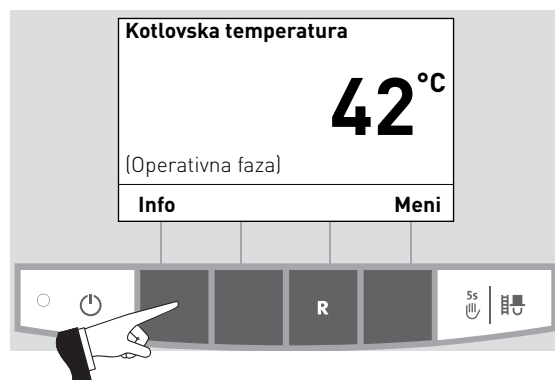 Kotlovska temperatura
42°C
(Operativna faza)
Info Meni
R
5s